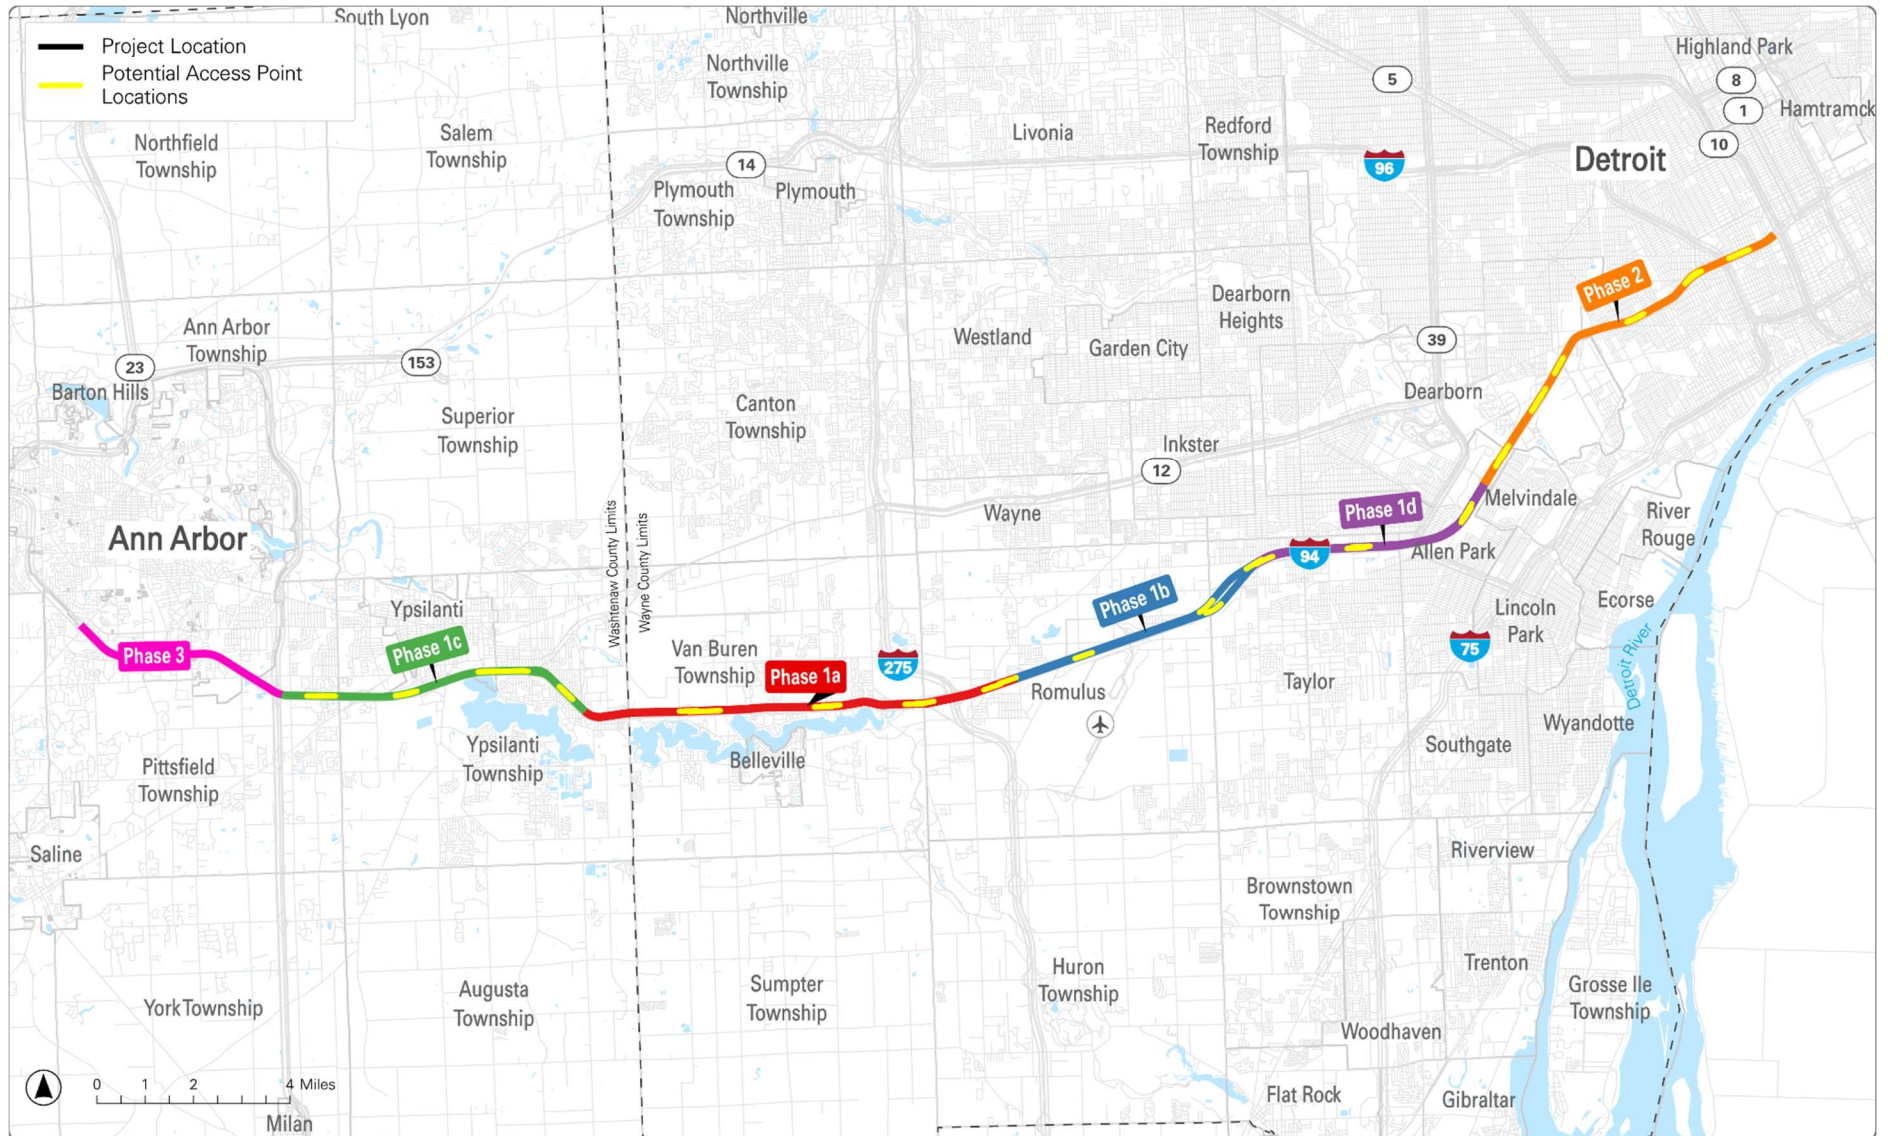 Project Location
Potential Access Point
Locations
South Lyon
Northville
Northville
Township
Highland Park
8
1
Hamtramck
10
5
Northfield
Township
Salem
Township
14
Plymouth
Township
Plymouth
Livonia
Redford
Township
96
Detroit
Ann Arbor
Township
23
Barton Hills
153
Superior
Township
Canton
Township
Westland
Garden City
Dearborn
Heights
39
Dearborn
Phase 2
Inkster
12
Wayne
Ann Arbor
Washtenaw County Limits
Wayne County Limits
Phase 1d
94
Allen Park
Melvindale
River
Rouge
Ecorse
Lincoln
Park
Detroit River
75
Phase 3
Ypsilanti
Phase 1c
Van Buren
Township
Phase 1a
275
Phase 1b
Romulus
Taylor
Wyandotte
Southgate
Ypsilanti
Township
Belleville
Pittsfield
Township
Saline
Riverview
Brownstown
Township
York Township
Augusta
Township
Sumpter
Township
Huron
Township
Trenton
Grosse Ile
Township
Woodhaven
Flat Rock
Gibraltar
0 1 2 4 Miles
Milan